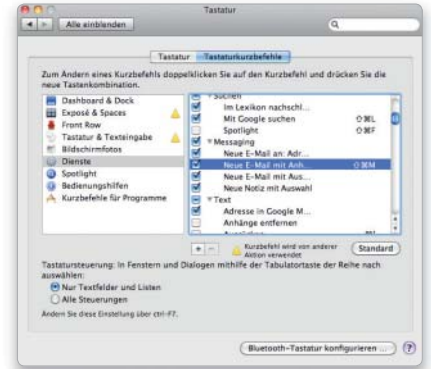 Tastatur
Alle einblenden
Tastatur Tastaturkurzbefehle
Zum Ändern eines Kurzbefehls doppelklicken Sie auf den Kurzbefehl und drücken Sie die
neue Tastenkombination.
Dashboard & Dock
Exposé & Spaces
Front Row
Tastatur & Texteingabe
Bildschirmfotos
Dienste
Spotlight
Bedienungshilfen
Kurzbefehle für Programme
Suchen
Im Lexikon nachschl...
Mit Google suchen ⇧⌘L
Spotlight ⇧⌘F
Messaging
Neue E-Mail an: Adr...
Neue E-Mail mit Anh... ⇧⌘M
Neue E-Mail mit Aus...
Neue Notiz mit Auswahl
Text
Adresse in Google M...
Anhänge entfernen
+ −
Kurzbefehl wird von anderer
Aktion verwendet
Standard
Tastatursteuerung: In Fenstern und Dialogen mithilfe der Tabulatortaste der Reihe nach
auswählen:
Nur Textfelder und Listen
Alle Steuerungen
Ändern Sie diese Einstellung über ctrl-F7.
Bluetooth-Tastatur konfigurieren ... ?